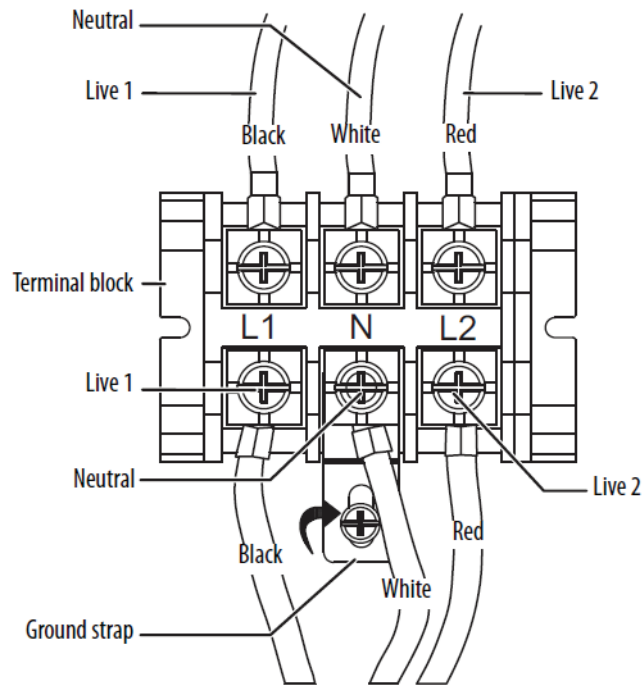 Neutral
Live 1
Live 2
Black
White
Red
Terminal block
L1
N
L2
Live 1
Neutral
Live 2
Red
Black
White
Ground strap